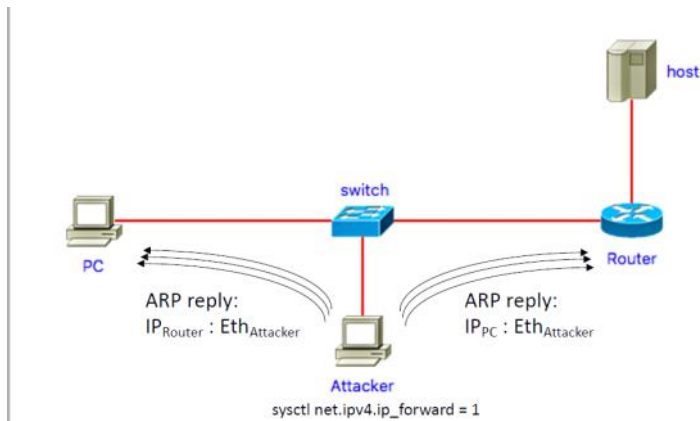 host
switch
PC
Router
ARP reply:
IPRouter : EthAttacker
ARP reply:
IPPC : EthAttacker
Attacker
sysctl net.ipv4.ip_forward = 1